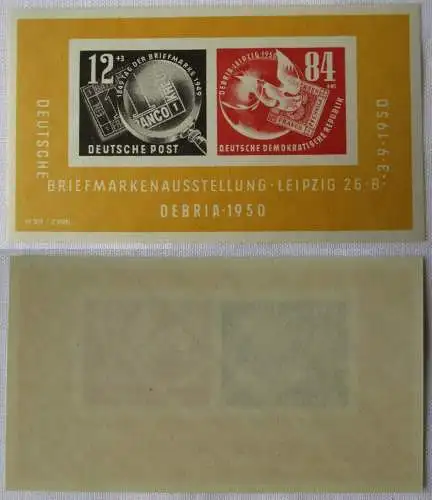 12+3
1849 TAG DER BRIEFMARKE 1949
FRANCO
1
DEUTSCHE POST
DEBRIA-LEIPZIG 1950
84
DEUTSCHE DEMOKRATISCHE REPUBLIK
DEUTSCHE
BRIEFMARKENAUSSTELLUNG · LEIPZIG 26·8·
3·9·1950
DEBRIA·1950